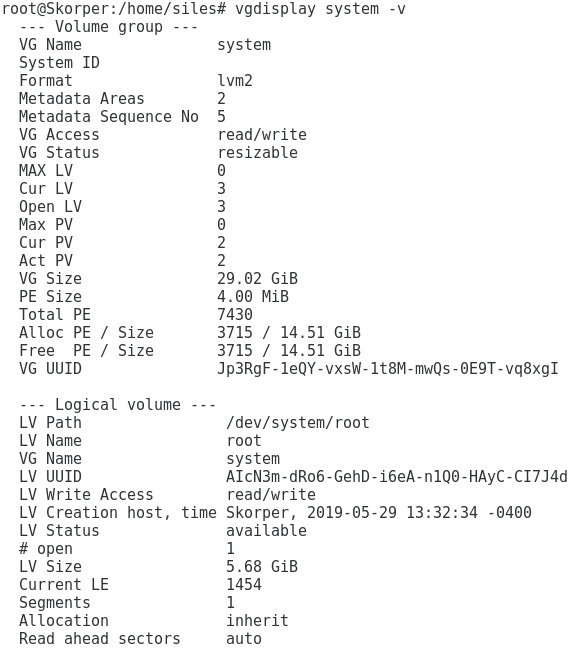 root@Skorper:/home/siles# vgdisplay system -v
--- Volume group ---
VG Name system
System ID
Format lvm2
Metadata Areas 2
Metadata Sequence No 5
VG Access read/write
VG Status resizable
MAX LV 0
Cur LV 3
Open LV 3
Max PV 0
Cur PV 2
Act PV 2
VG Size 29.02 GiB
PE Size 4.00 MiB
Total PE 7430
Alloc PE / Size 3715 / 14.51 GiB
Free PE / Size 3715 / 14.51 GiB
VG UUID Jp3RgF-1eQY-vxsW-1t8M-mwQs-0E9T-vq8xgI
--- Logical volume ---
LV Path /dev/system/root
LV Name root
VG Name system
LV UUID AIcN3m-dRo6-GehD-i6eA-n1Q0-HAyC-CI7J4d
LV Write Access read/write
LV Creation host, time Skorper, 2019-05-29 13:32:34 -0400
LV Status available
# open 1
LV Size 5.68 GiB
Current LE 1454
Segments 1
Allocation inherit
Read ahead sectors auto